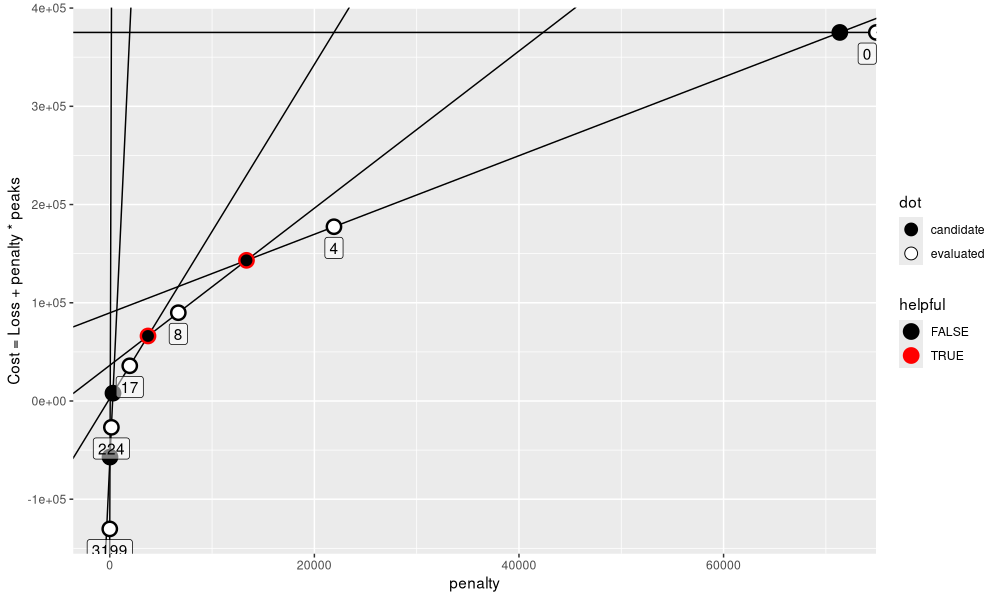 4e+05
3e+05
2e+05
1e+05
0e+00
-1e+05
Cost = Loss + penalty * peaks
0
4
8
17
224
3199
0
20000
40000
60000
penalty
dot
candidate
evaluated
helpful
FALSE
TRUE